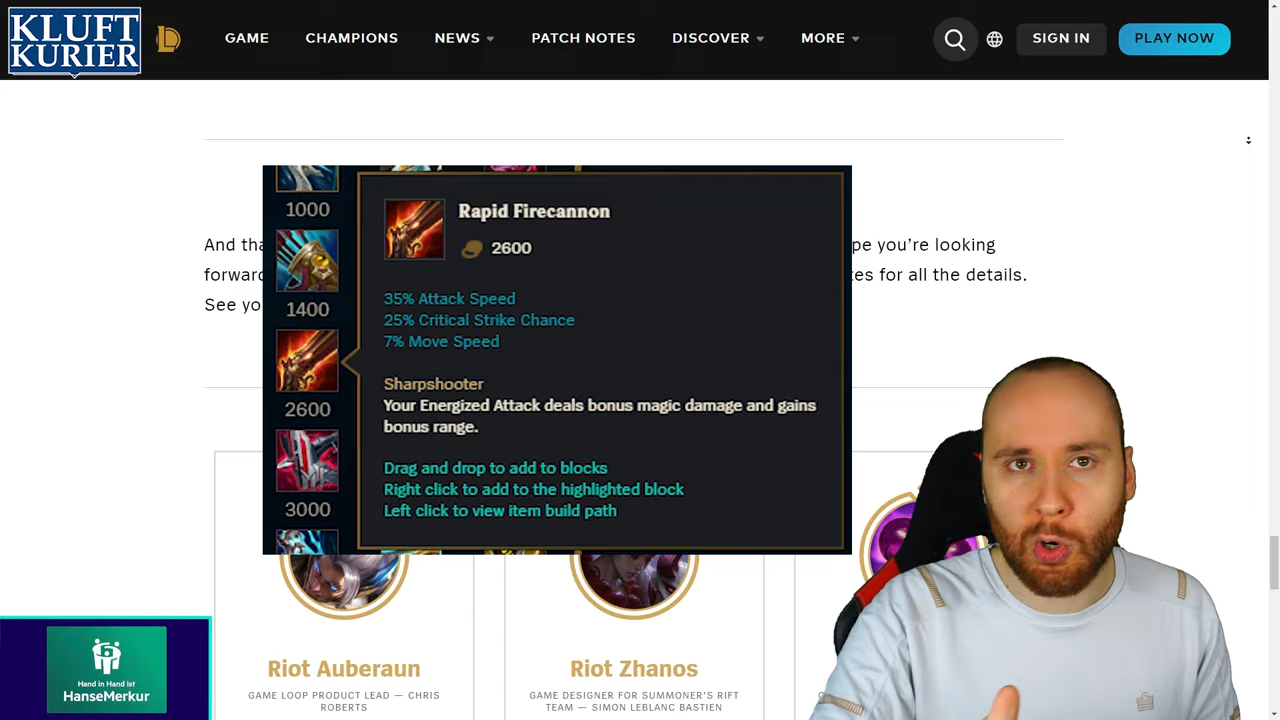 KLUFT
KURIER
GAME
CHAMPIONS
NEWS
PATCH NOTES
DISCOVER
MORE
SIGN IN
PLAY NOW
1000
Rapid Firecannon
2600
And tha
pe you’re looking
forward
es for all the details.
See yo
1400
35% Attack Speed
25% Critical Strike Chance
7% Move Speed
Sharpshooter
Your Energized Attack deals bonus magic damage and gains
bonus range.
2600
Drag and drop to add to blocks
Right click to add to the highlighted block
Left click to view item build path
3000
Hand in Hand ist
HanseMerkur
Riot Auberaun
GAME LOOP PRODUCT LEAD — CHRIS
ROBERTS
Riot Zhanos
GAME DESIGNER FOR SUMMONER'S RIFT
TEAM — SIMON LEBLANC BASTIEN